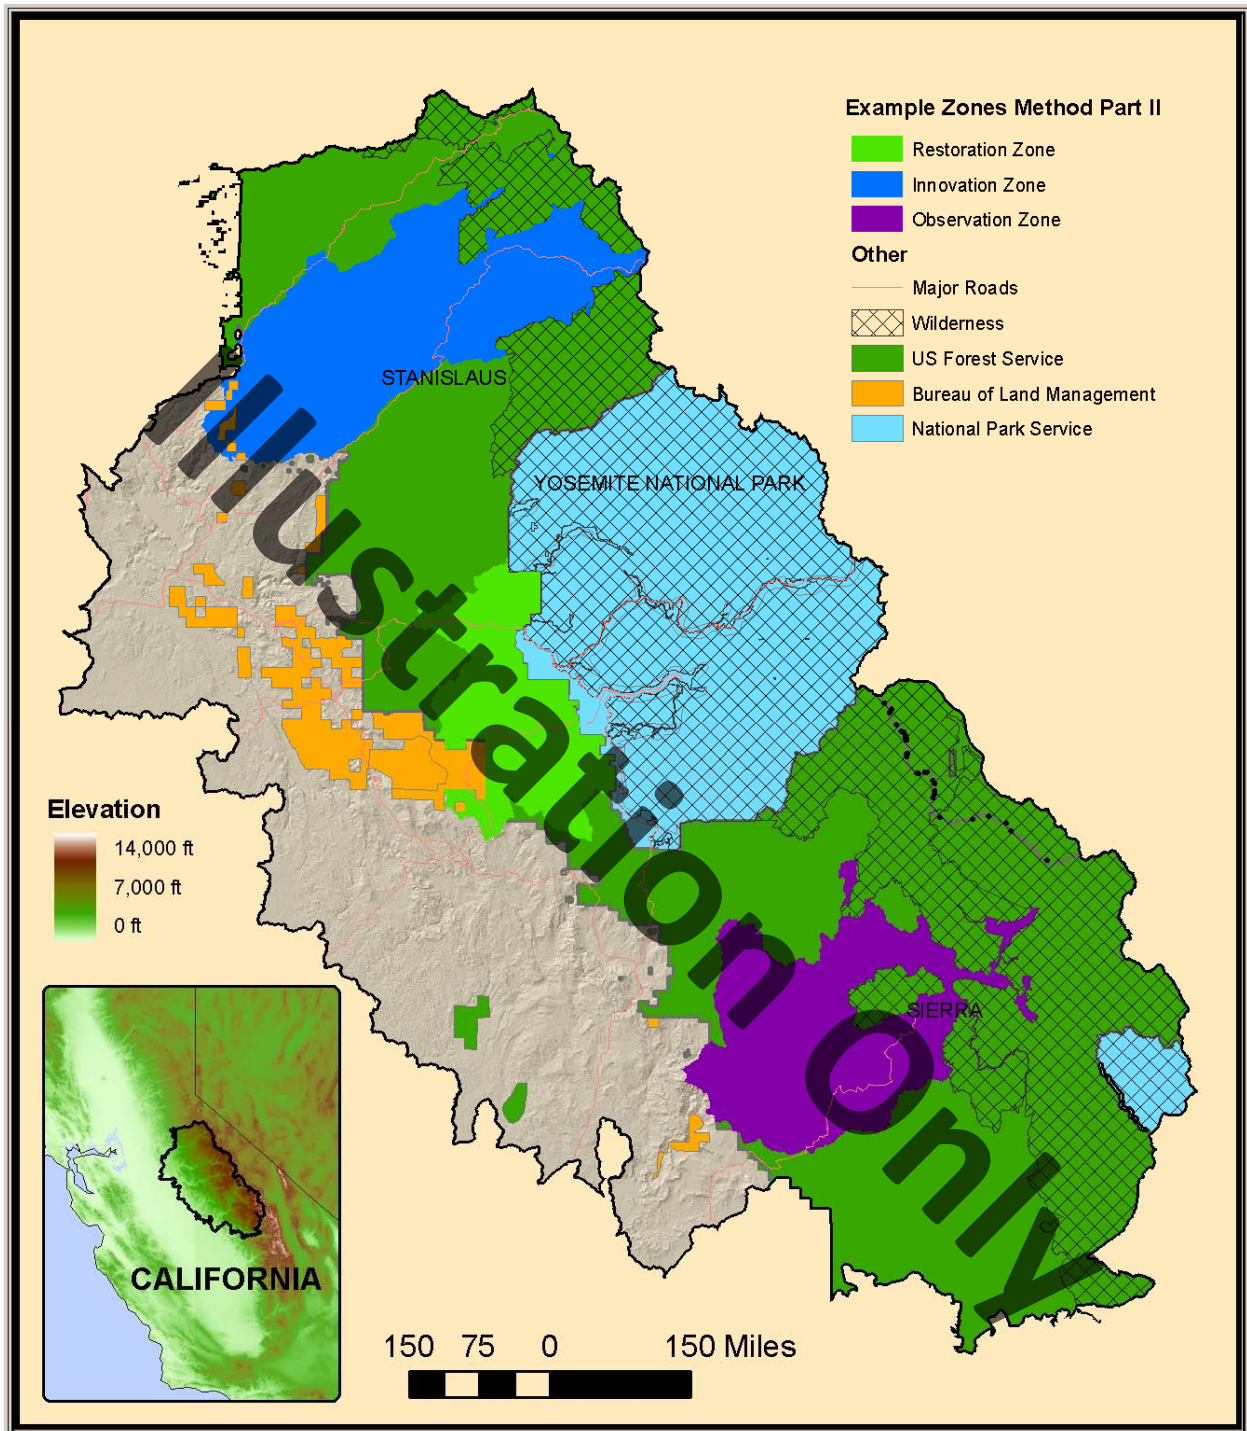 Example Zones Method Part II
Restoration Zone
Innovation Zone
Observation Zone
Other
Major Roads
Wilderness
US Forest Service
Bureau of Land Management
National Park Service
STANISLAUS
YOSEMITE NATIONAL PARK
SIERRA
Illustration Only
Elevation
14,000 ft
7,000 ft
0 ft
CALIFORNIA
150 75 0 150 Miles